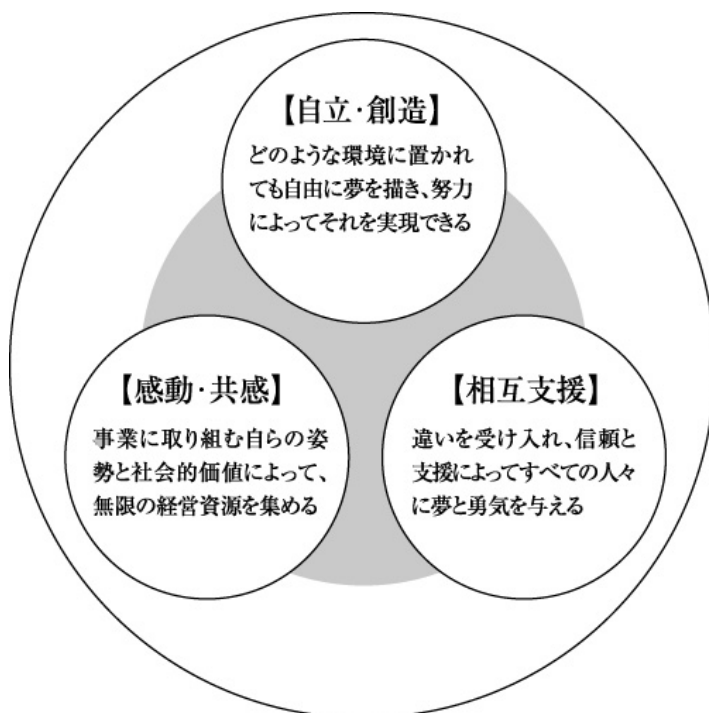 【自立·創造】
どのような環境に置かれ
ても自由に夢を描き、努力
によってそれを実現できる
【感動·共感】
事業に取り組む自らの姿
勢と社会的価値によって、
無限の経営資源を集める
【相互支援】
違いを受け入れ、信頼と
支援によってすべての人々
に夢と勇気を与える